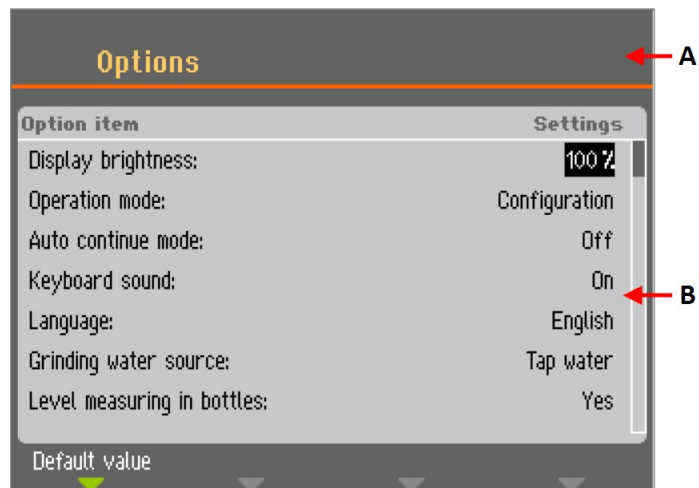 Options
A
Option item Settings
Display brightness: 100 %
Operation mode: Configuration
Auto continue mode: Off
Keyboard sound: On
B
Language: English
Grinding water source: Tap water
Level measuring in bottles: Yes
Default value